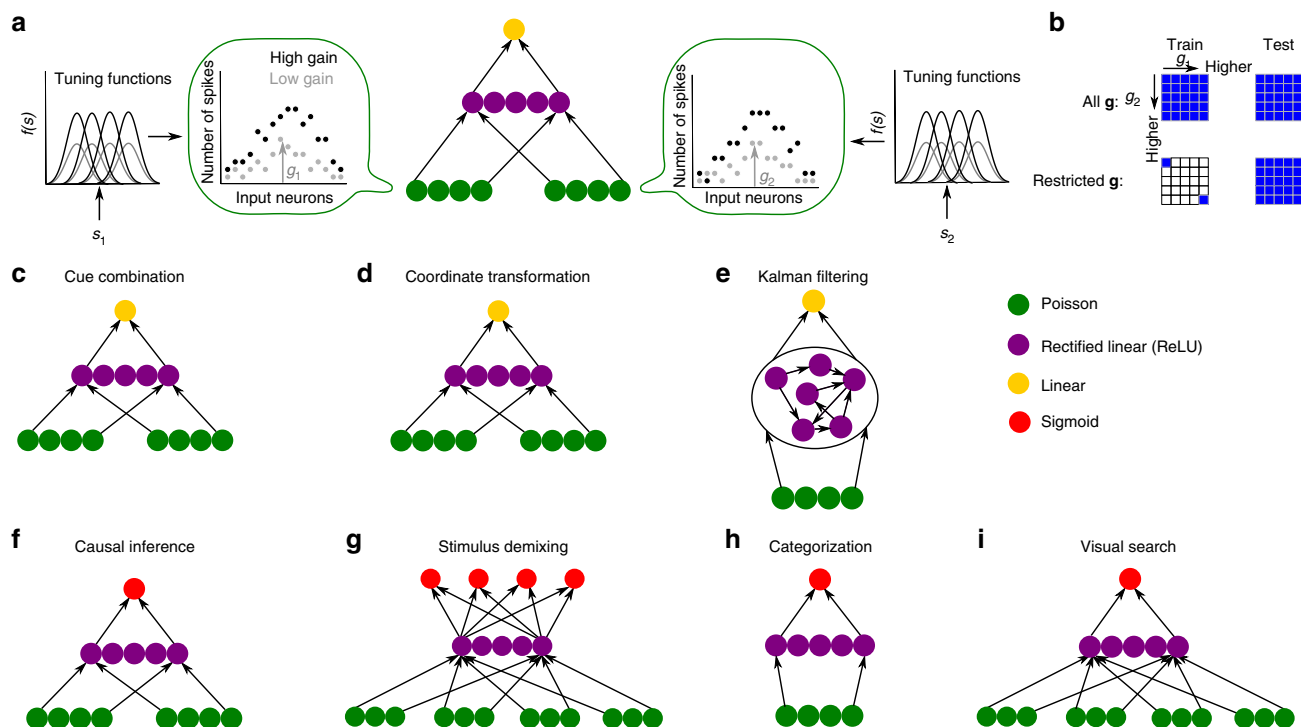 a
Tuning functions
f(s)
s1
Number of spikes
High gain
Low gain
g1
Input neurons
Number of spikes
g2
Input neurons
Tuning functions
f(s)
s2
b
Train
Test
g1
Higher
All g:
g2
Higher
Restricted g:
c
Cue combination
d
Coordinate transformation
e
Kalman filtering
Poisson
Rectified linear (ReLU)
Linear
Sigmoid
f
Causal inference
g
Stimulus demixing
h
Categorization
i
Visual search